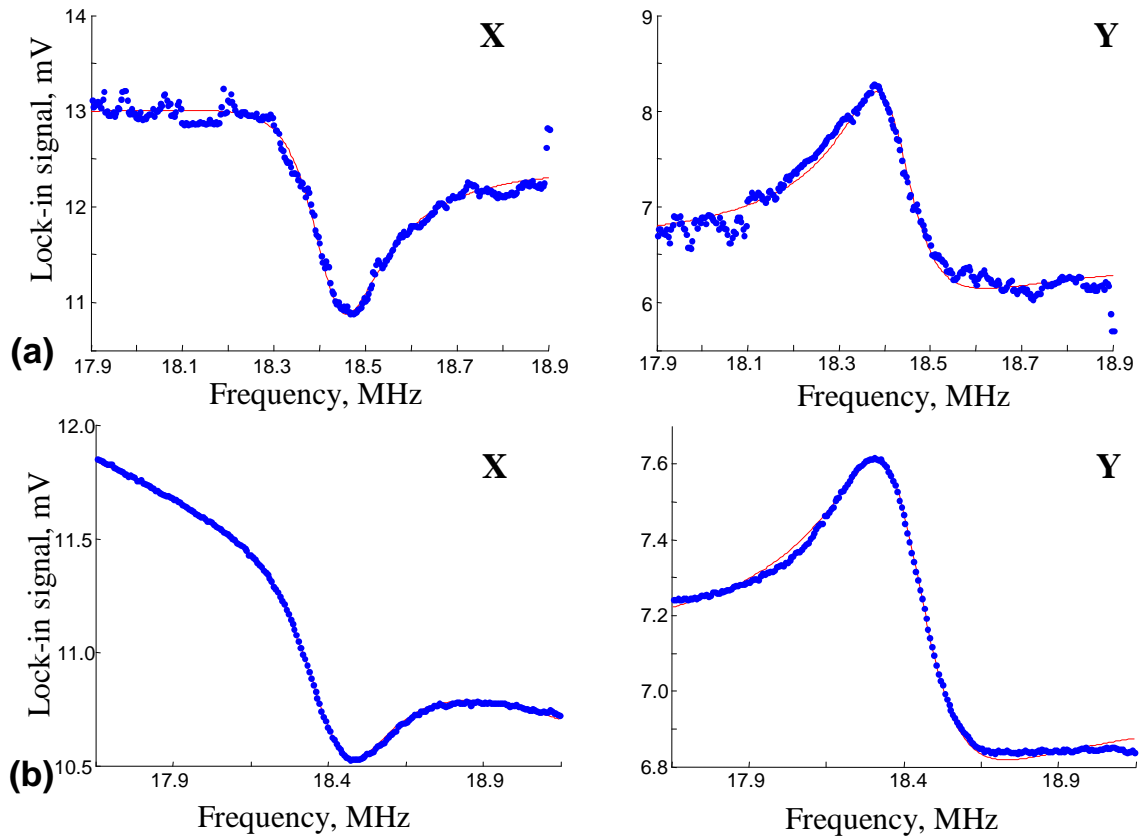 X
Lock-in signal, mV
14
13
12
11
17.9 18.1 18.3 18.5 18.7 18.9
Frequency, MHz
(a)
Y
9
8
7
6
17.9 18.1 18.3 18.5 18.7 18.9
Frequency, MHz
X
Lock-in signal, mV
12.0
11.5
11.0
10.5
17.9 18.4 18.9
Frequency, MHz
(b)
Y
7.6
7.4
7.2
7.0
6.8
17.9 18.4 18.9
Frequency, MHz